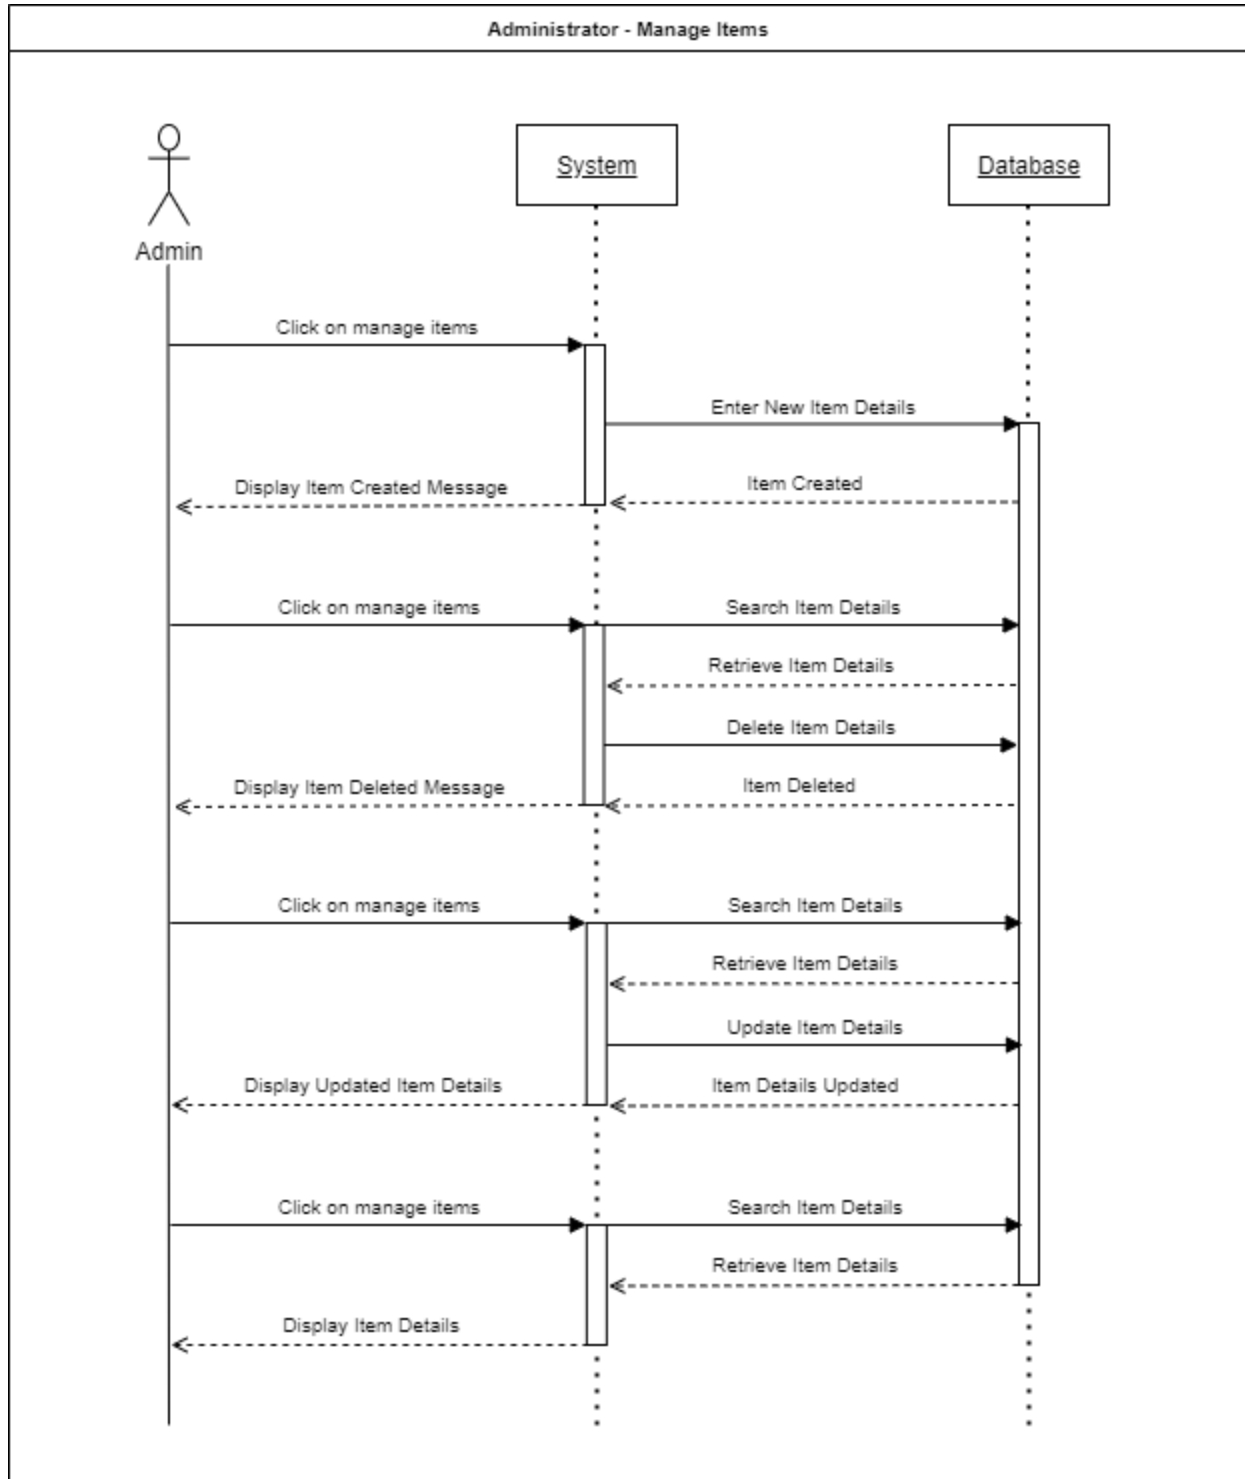 Administrator - Manage Items
System
Database
Admin
Click on manage items
Enter New Item Details
Item Created
Display Item Created Message
Click on manage items
Search Item Details
Retrieve Item Details
Delete Item Details
Item Deleted
Display Item Deleted Message
Click on manage items
Search Item Details
Retrieve Item Details
Update Item Details
Item Details Updated
Display Updated Item Details
Click on manage items
Search Item Details
Retrieve Item Details
Display Item Details